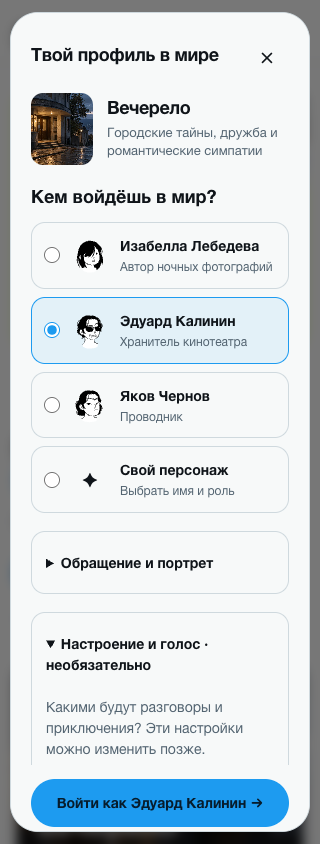 Твой профиль в мире
Вечерело
Городские тайны, дружба и
романтические симпатии
Кем войдёшь в мир?
Изабелла Лебедева
Автор ночных фотографий
Эдуард Калинин
Хранитель кинотеатра
Яков Чернов
Проводник
Свой персонаж
Выбрать имя и роль
Обращение и портрет
Настроение и голос ·
необязательно
Какими будут разговоры и
приключения? Эти настройки
можно изменить позже.
Войти как Эдуард Калинин →